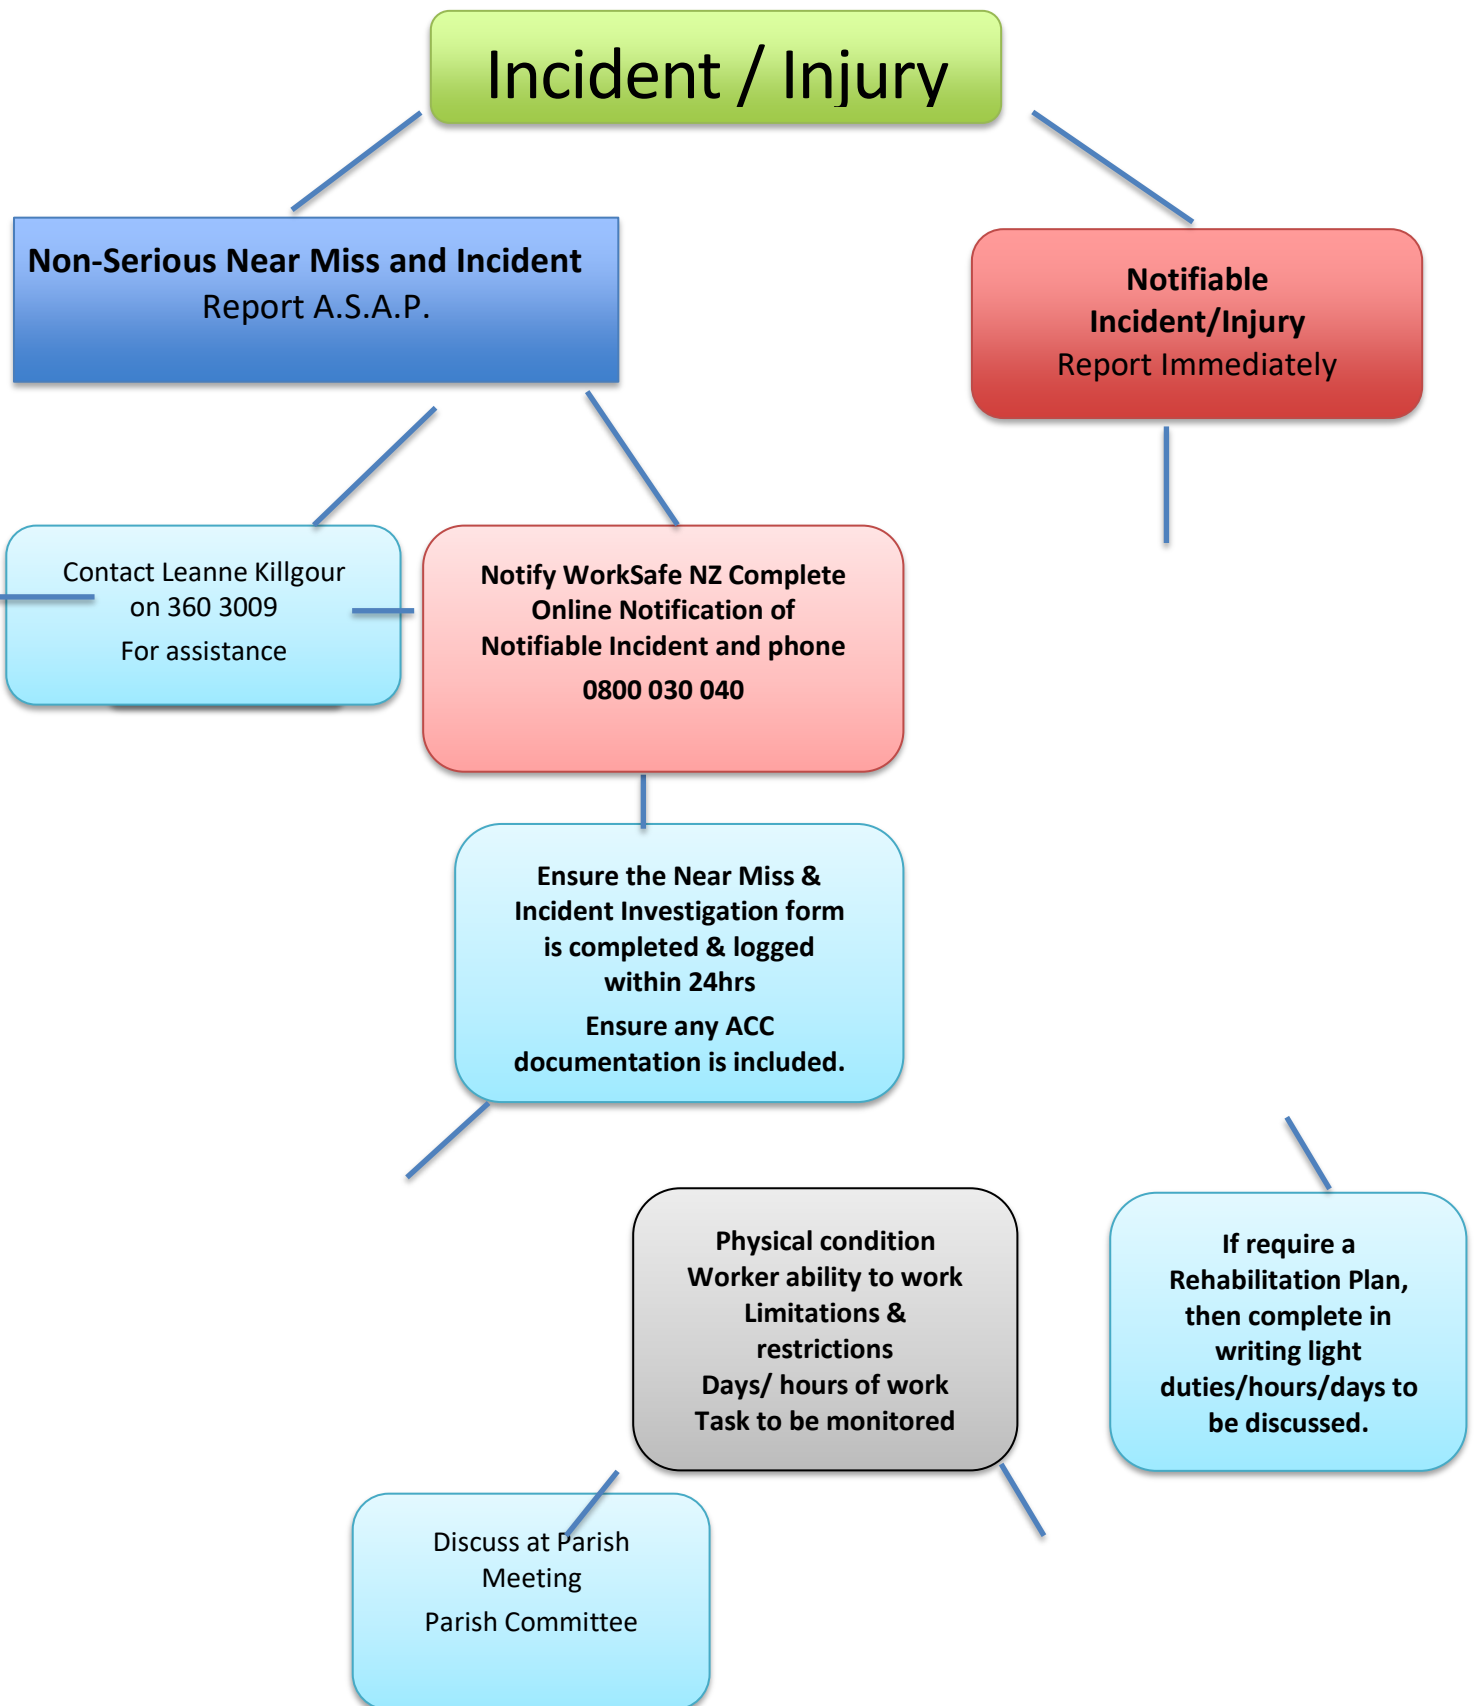 Incident / Injury
Non-Serious Near Miss and Incident
Report A.S.A.P.
Notifiable
Incident/Injury
Report Immediately
Contact Leanne Killgour
on 360 3009
For assistance
Notify WorkSafe NZ Complete
Online Notification of
Notifiable Incident and phone
0800 030 040
Ensure the Near Miss &
Incident Investigation form
is completed & logged
within 24hrs
Ensure any ACC
documentation is included.
Physical condition
Worker ability to work
Limitations &
restrictions
Days/ hours of work
Task to be monitored
If require a
Rehabilitation Plan,
then complete in
writing light
duties/hours/days to
be discussed.
Discuss at Parish
Meeting
Parish Committee